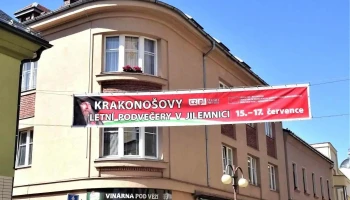 KRAKONOŠOVY
LETNÍ PODVEČERY V JILEMNICI 15.–17. července
VINÁRNA POD VĚŽÍ